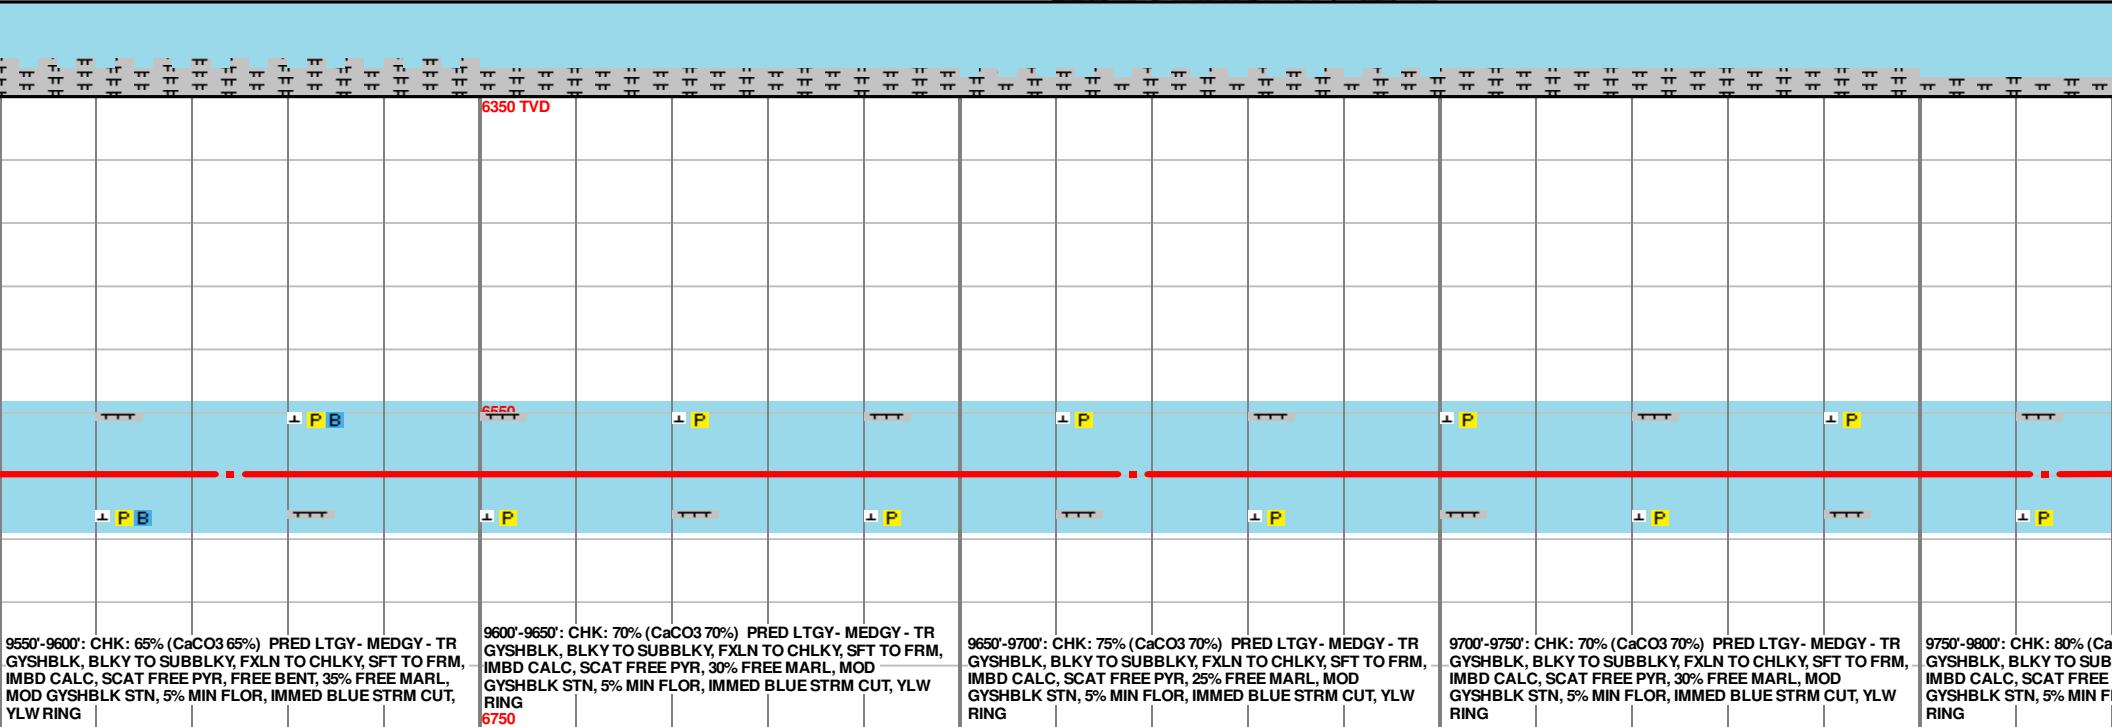 6350 TVD
6550
P B
P
P
P
P
P B
P
P
P
P
P
9550'-9600': CHK: 65% (CaCO3 65%) PRED LTGY- MEDGY - TR
GYSHBLK, BLKY TO SUBBLKY, FXLN TO CHLKY, SFT TO FRM,
IMBD CALC, SCAT FREE PYR, FREE BENT, 35% FREE MARL,
MOD GYSHBLK STN, 5% MIN FLOR, IMMED BLUE STRM CUT,
YLW RING
9600'-9650': CHK: 70% (CaCO3 70%) PRED LTGY- MEDGY - TR
GYSHBLK, BLKY TO SUBBLKY, FXLN TO CHLKY, SFT TO FRM,
IMBD CALC, SCAT FREE PYR, 30% FREE MARL, MOD
GYSHBLK STN, 5% MIN FLOR, IMMED BLUE STRM CUT, YLW
RING
6750
9650'-9700': CHK: 75% (CaCO3 70%) PRED LTGY- MEDGY - TR
GYSHBLK, BLKY TO SUBBLKY, FXLN TO CHLKY, SFT TO FRM,
IMBD CALC, SCAT FREE PYR, 25% FREE MARL, MOD
GYSHBLK STN, 5% MIN FLOR, IMMED BLUE STRM CUT, YLW
RING
9700'-9750': CHK: 70% (CaCO3 70%) PRED LTGY- MEDGY - TR
GYSHBLK, BLKY TO SUBBLKY, FXLN TO CHLKY, SFT TO FRM,
IMBD CALC, SCAT FREE PYR, 30% FREE MARL, MOD
GYSHBLK STN, 5% MIN FLOR, IMMED BLUE STRM CUT, YLW
RING
9750'-9800': CHK: 80% (Ca
GYSHBLK, BLKY TO SUB
IMBD CALC, SCAT FREE
GYSHBLK STN, 5% MIN F
RING